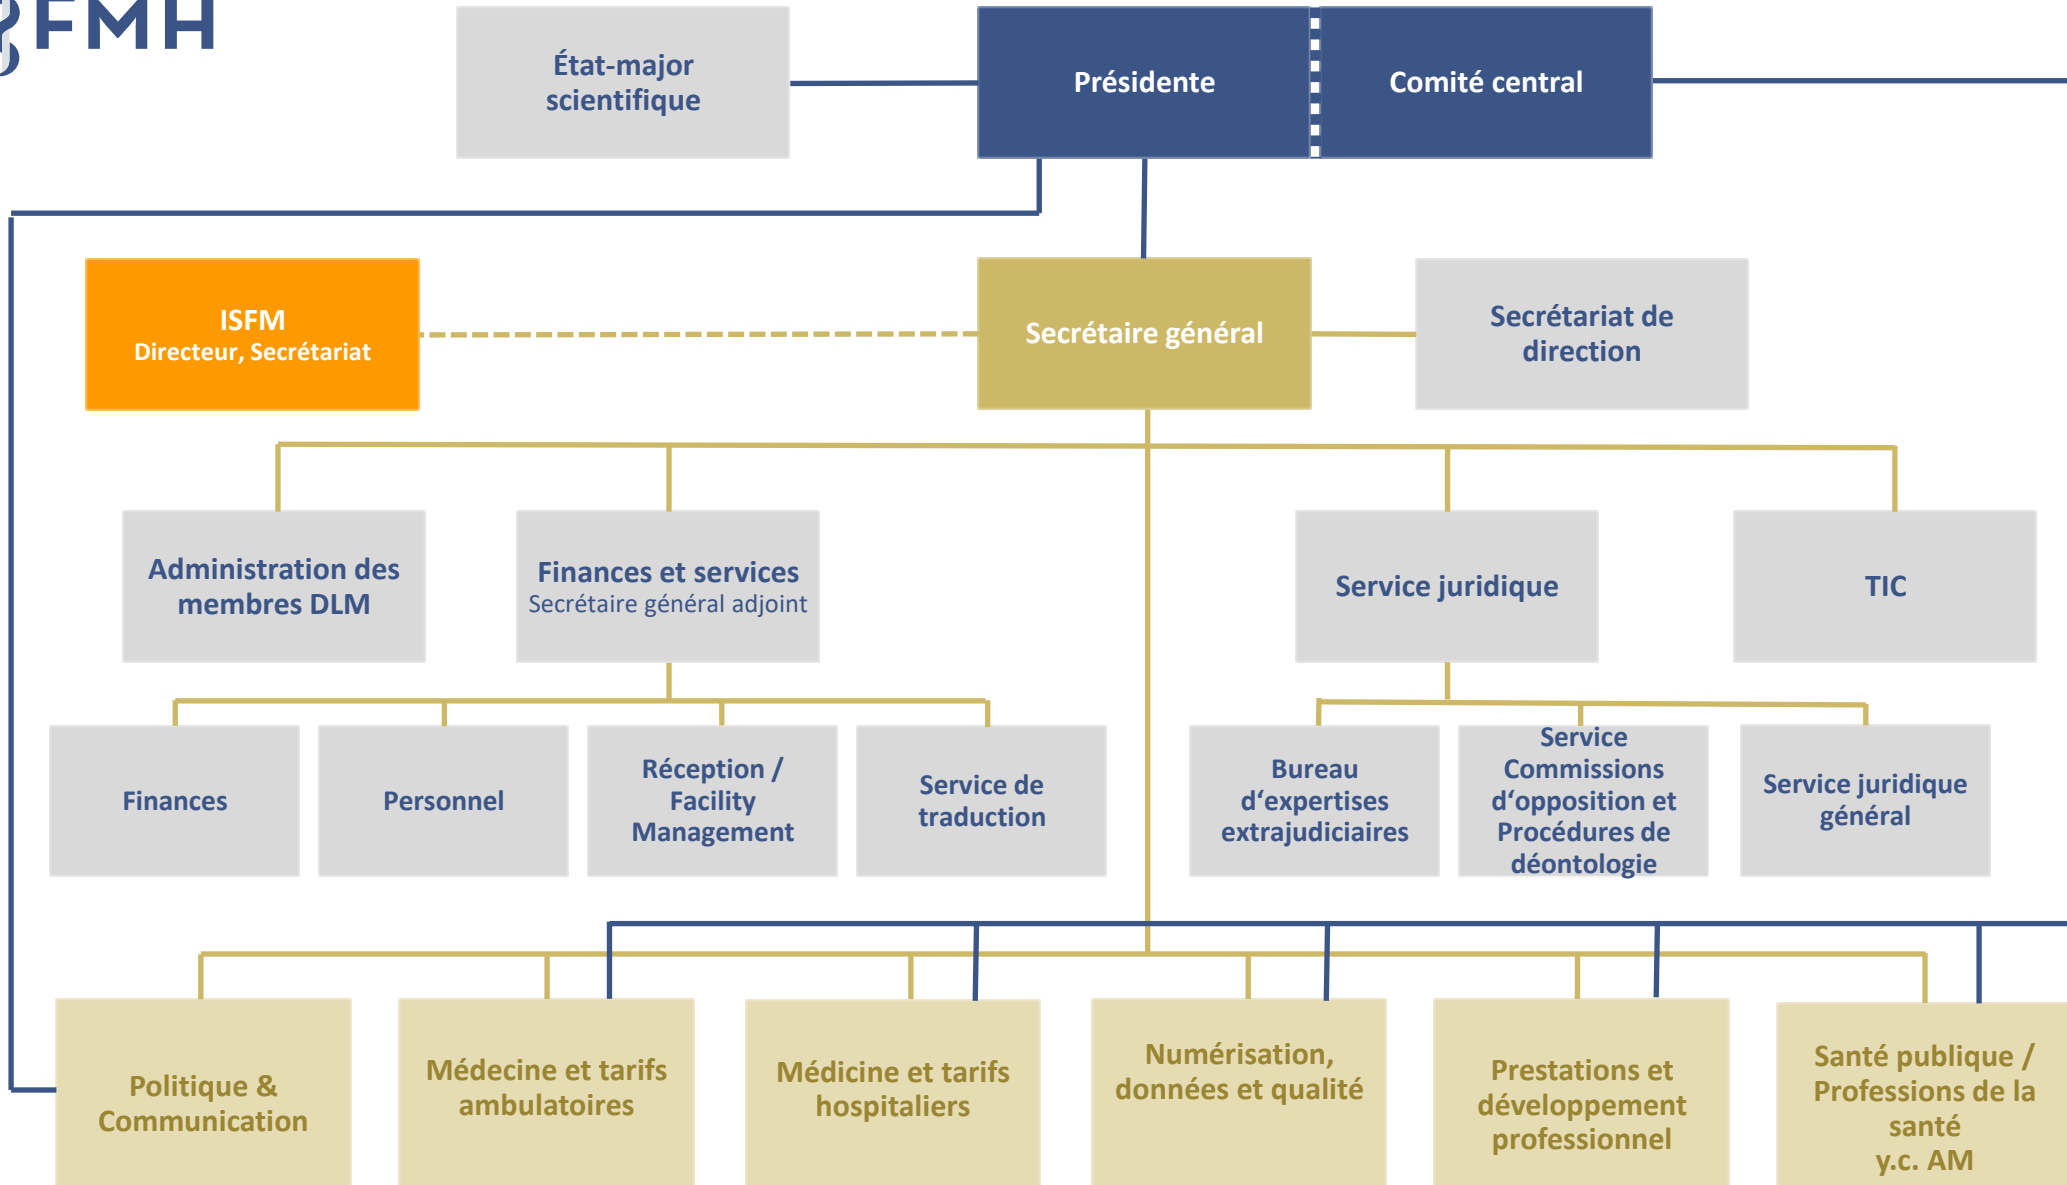 FMH
État-major
scientifique
Présidente
Comité central
ISFM
Directeur, Secrétariat
Secrétaire général
Secrétariat de
direction
Administration des
membres DLM
Finances et services
Secrétaire général adjoint
Service juridique
TIC
Finances
Personnel
Réception /
Facility
Management
Service de
traduction
Bureau
d‘expertises
extrajudiciaires
Service
Commissions
d‘opposition et
Procédures de
déontologie
Service juridique
général
Politique &
Communication
Médecine et tarifs
ambulatoires
Médicine et tarifs
hospitaliers
Numérisation,
données et qualité
Prestations et
développement
professionnel
Santé publique /
Professions de la
santé
y.c. AM